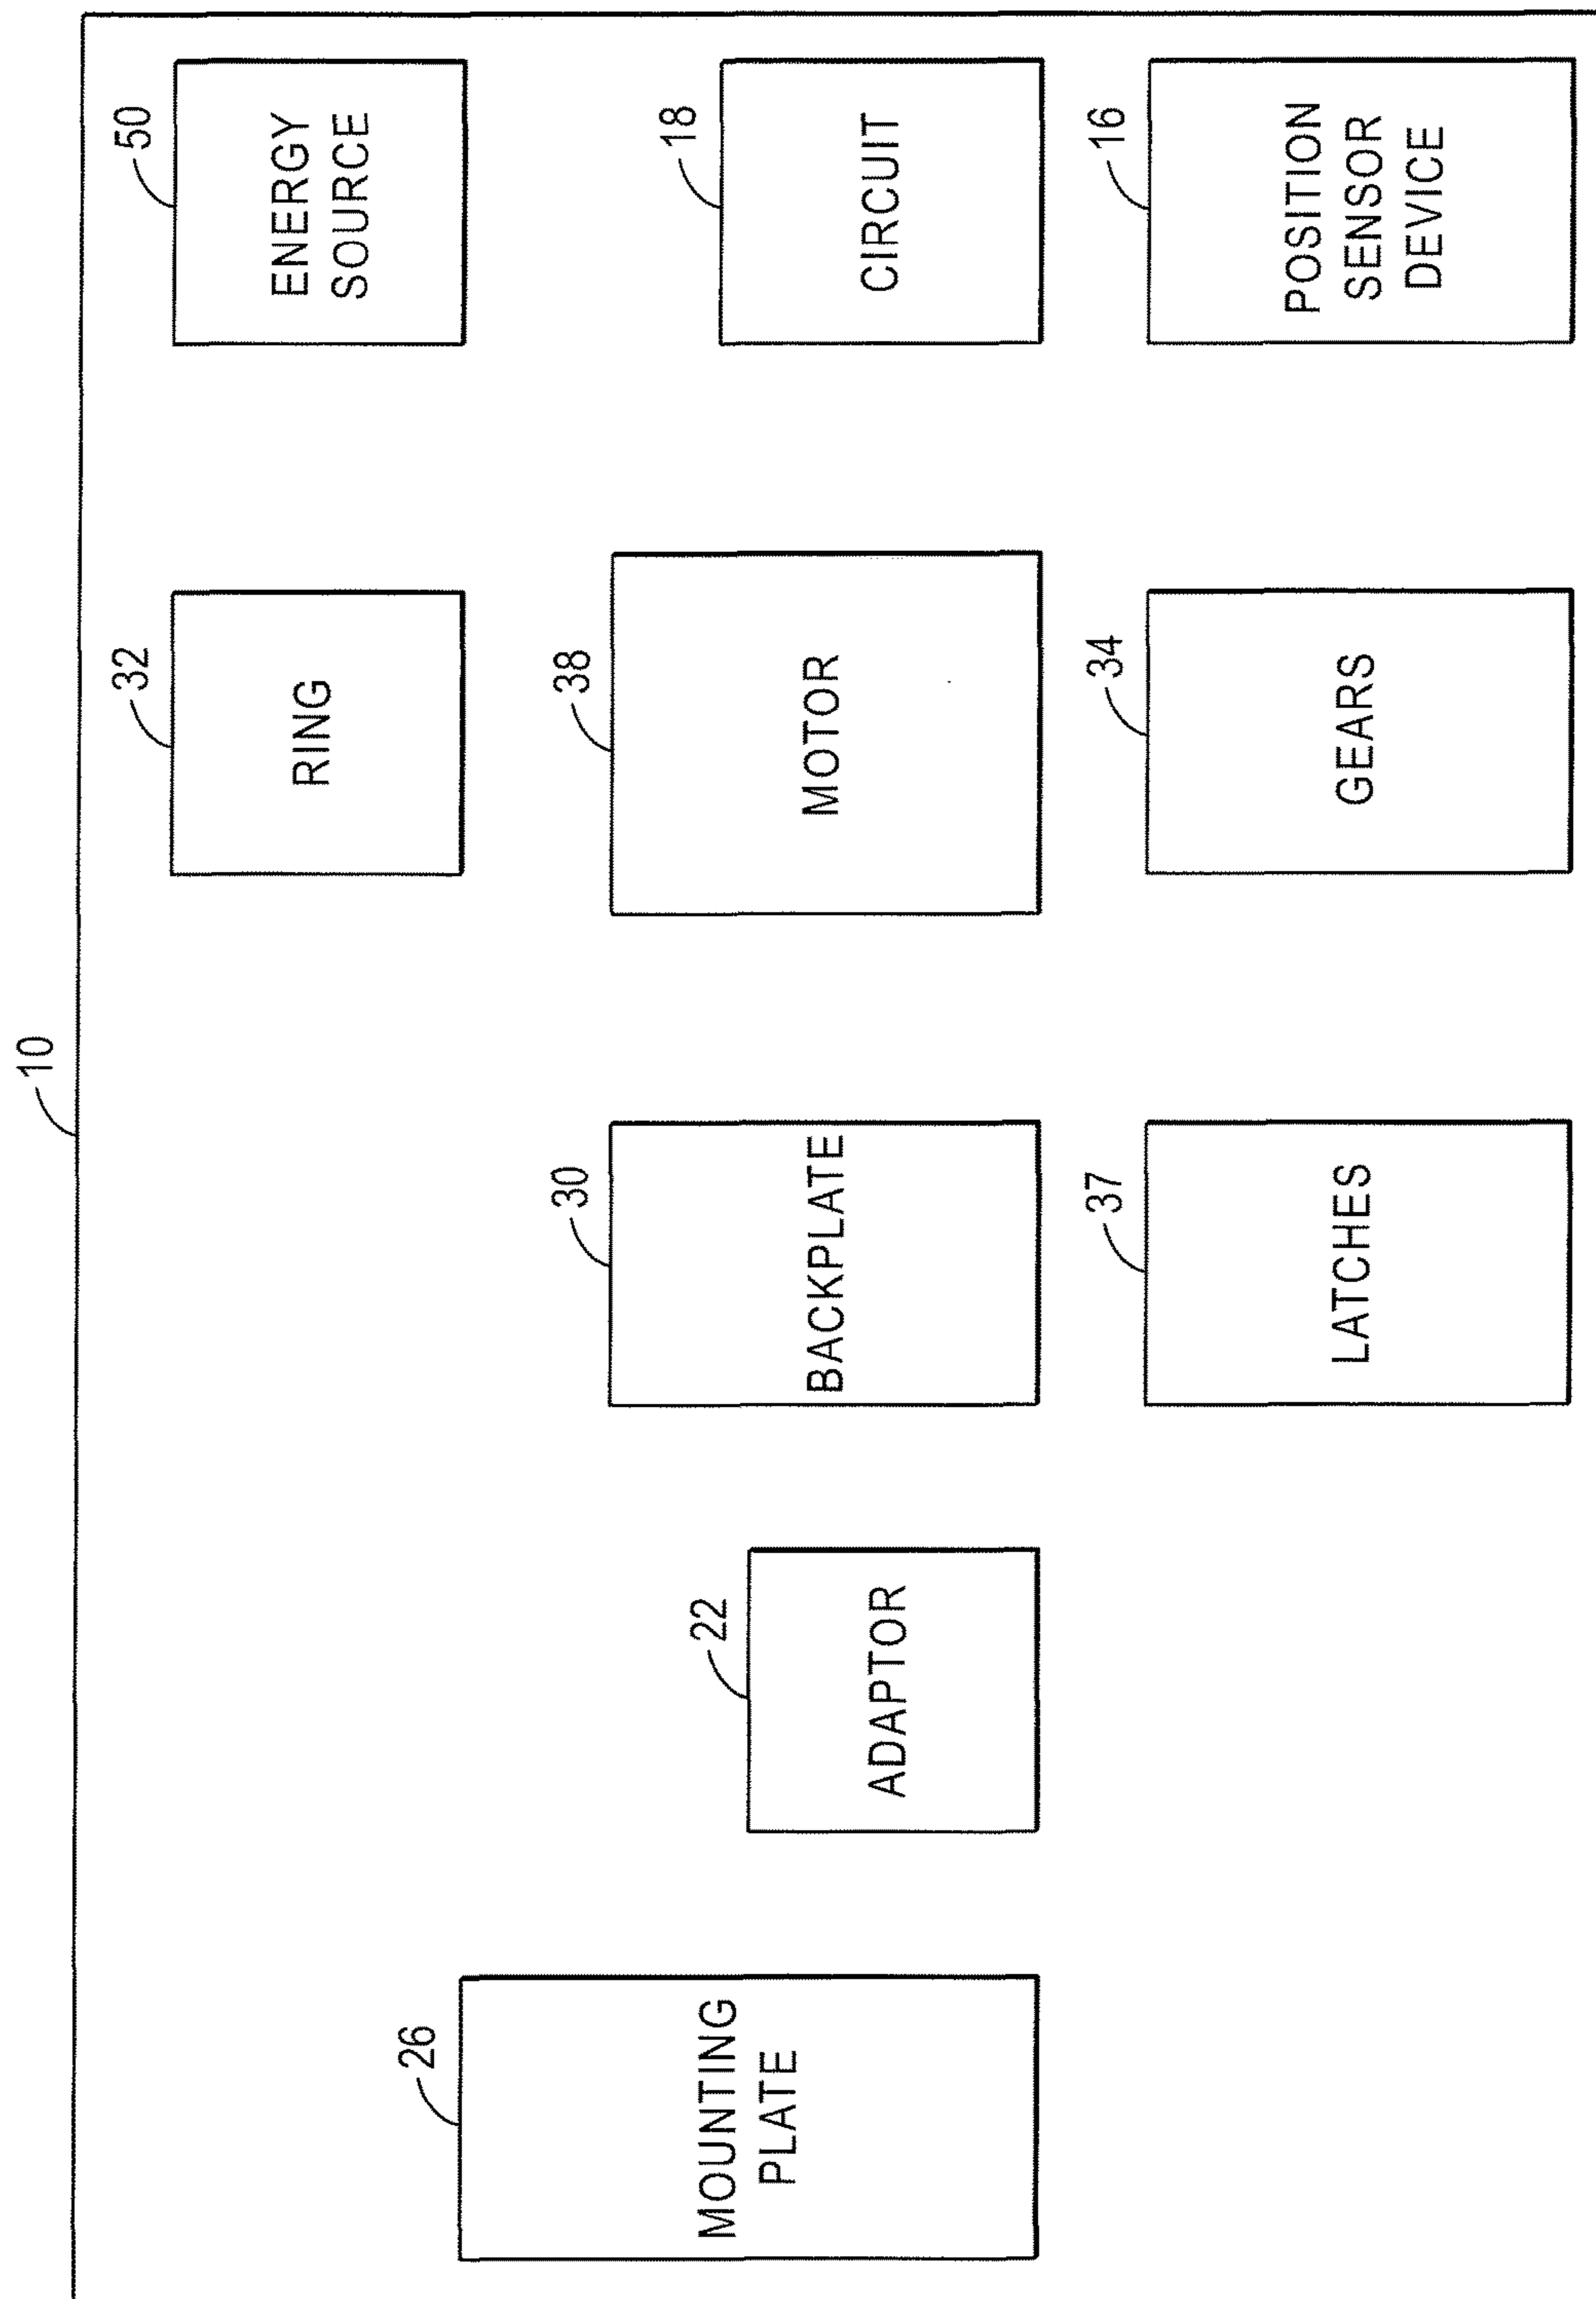 10
32
RING
50
ENERGY
SOURCE
26
MOUNTING
PLATE
22
ADAPTOR
30
BACKPLATE
38
MOTOR
18
CIRCUIT
37
LATCHES
34
GEARS
16
POSITION
SENSOR
DEVICE